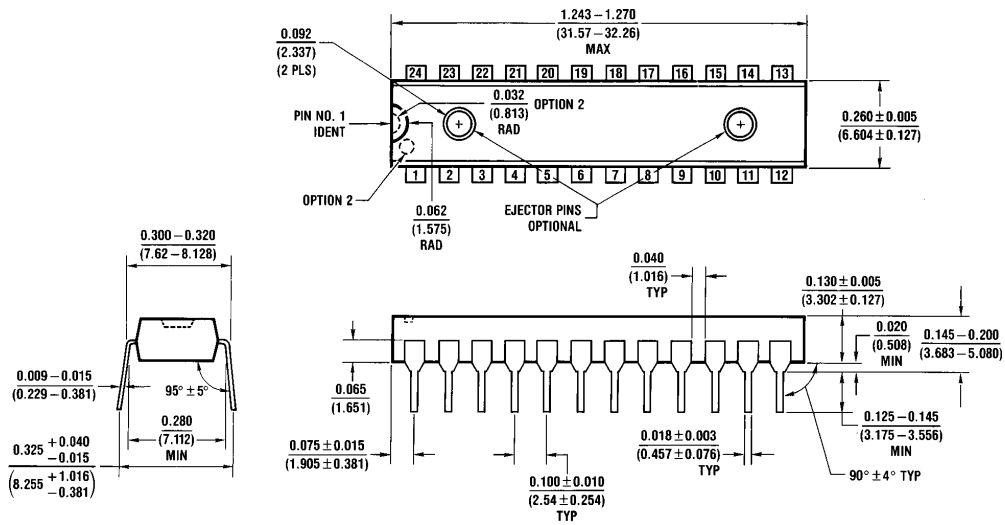 1.243 – 1.270
(31.57 – 32.26)
MAX
0.092
(2.337)
(2 PLS)
24 23 22 21 20 19 18 17 16 15 14 13
0.032
(0.813)
RAD
OPTION 2
PIN NO. 1
IDENT
0.260 ± 0.005
(6.604 ± 0.127)
1 2 3 4 5 6 7 8 9 10 11 12
OPTION 2
0.062
(1.575)
RAD
EJECTOR PINS
OPTIONAL
0.300 – 0.320
(7.62 – 8.128)
0.040
(1.016)
TYP
0.130 ± 0.005
(3.302 ± 0.127)
0.020
(0.508)
MIN
0.145 – 0.200
(3.683 – 5.080)
0.009 – 0.015
(0.229 – 0.381)
95° ± 5°
0.065
(1.651)
0.280
(7.112)
MIN
0.125 – 0.145
(3.175 – 3.556)
MIN
0.325 +0.040 −0.015
(8.255 +1.016 −0.381)
0.075 ± 0.015
(1.905 ± 0.381)
0.018 ± 0.003
(0.457 ± 0.076)
TYP
0.100 ± 0.010
(2.54 ± 0.254)
TYP
90° ± 4° TYP